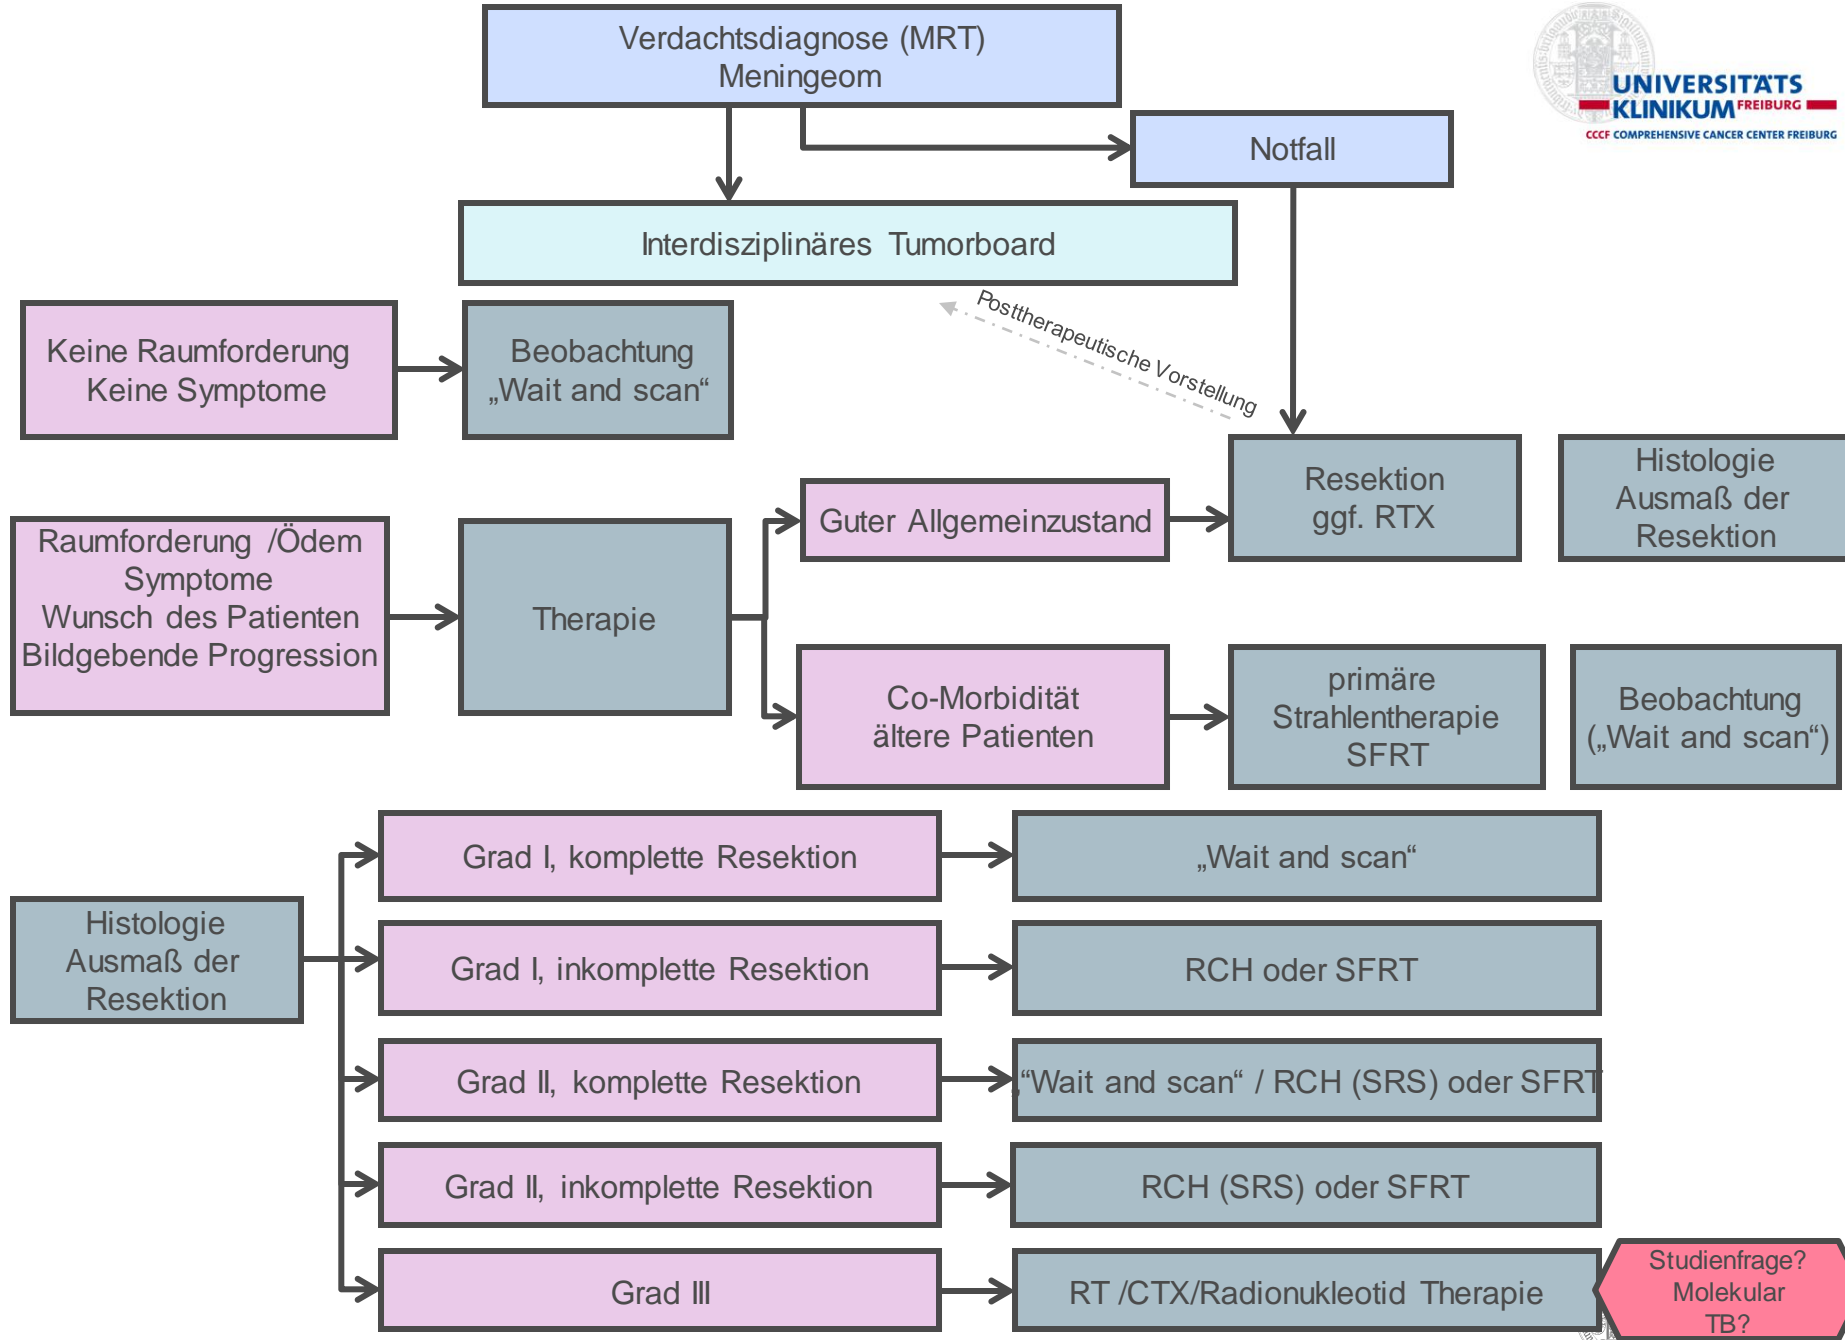 Verdachtsdiagnose (MRT)
Meningeom
UNIVERSITÄTS
KLINIKUM FREIBURG
CCCF COMPREHENSIVE CANCER CENTER FREIBURG
Notfall
Interdisziplinäres Tumorboard
Posttherapeutische Vorstellung
Keine Raumforderung
Keine Symptome
Beobachtung
„Wait and scan“
Raumforderung /Ödem
Symptome
Wunsch des Patienten
Bildgebende Progression
Therapie
Guter Allgemeinzustand
Resektion
ggf. RTX
Histologie
Ausmaß der
Resektion
Co-Morbidität
ältere Patienten
primäre
Strahlentherapie
SFRT
Beobachtung
(„Wait and scan“)
Histologie
Ausmaß der
Resektion
Grad I, komplette Resektion
„Wait and scan“
Grad I, inkomplette Resektion
RCH oder SFRT
Grad II, komplette Resektion
„“Wait and scan“ / RCH (SRS) oder SFRT
Grad II, inkomplette Resektion
RCH (SRS) oder SFRT
Grad III
RT /CTX/Radionukleotid Therapie
Studienfrage?
Molekular
TB?